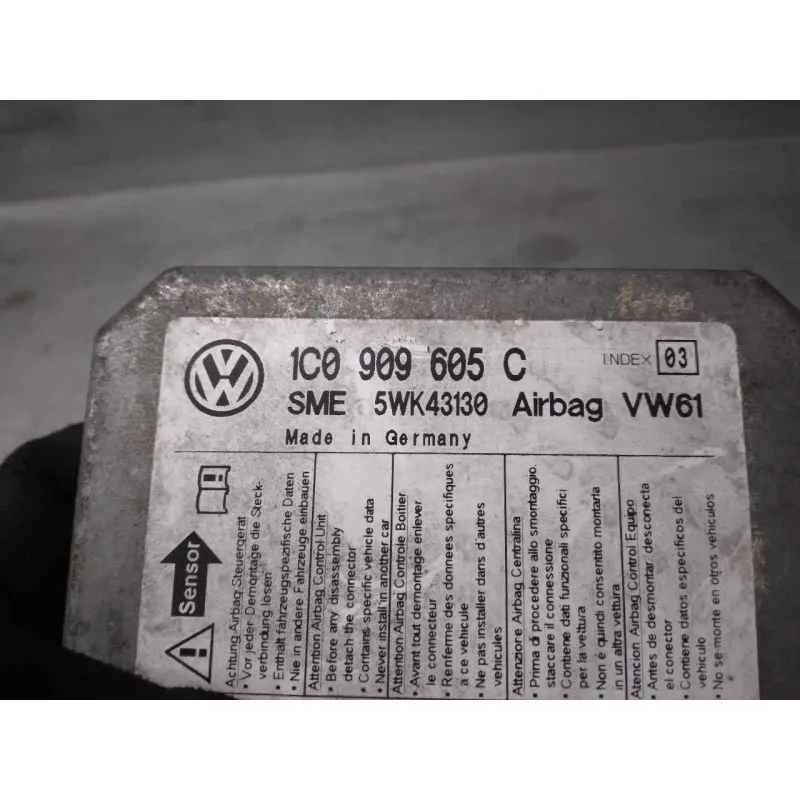 1C0 909 605 C INDEX 03
SME 5WK43130 Airbag VW61
Made in Germany
Sensor
Achtung Airbag-Steuergerät
• Vor jeder Demontage die Steck-
verbindung lösen
• Enthält fahrzeugspezifische Daten
• Nie in andere Fahrzeuge einbauen
Attention Airbag Control Unit
• Before any disassembly
detach the connector
• Contains specific vehicle data
• Never install in another car
Attention Airbag Controle Boitier
• Avant tout demontage enlever
le connecteur
• Renferme des donnees specifiques
a ce vehicule
• Ne pas installer dans d'autres
vehicules
Attenzione Airbag Centralina
• Prima di procedere allo smontaggio.
staccare il connessione
• Contiene dati funzionali specifici
per la vettura
• Non è quindi consentito montarla
in un altra vettura
Atencion Airbag Control Equipo
• Antes de desmontar desconecta
el conector
• Contiene datos especificos del
vehiculo
• No se monte en otros vehiculos